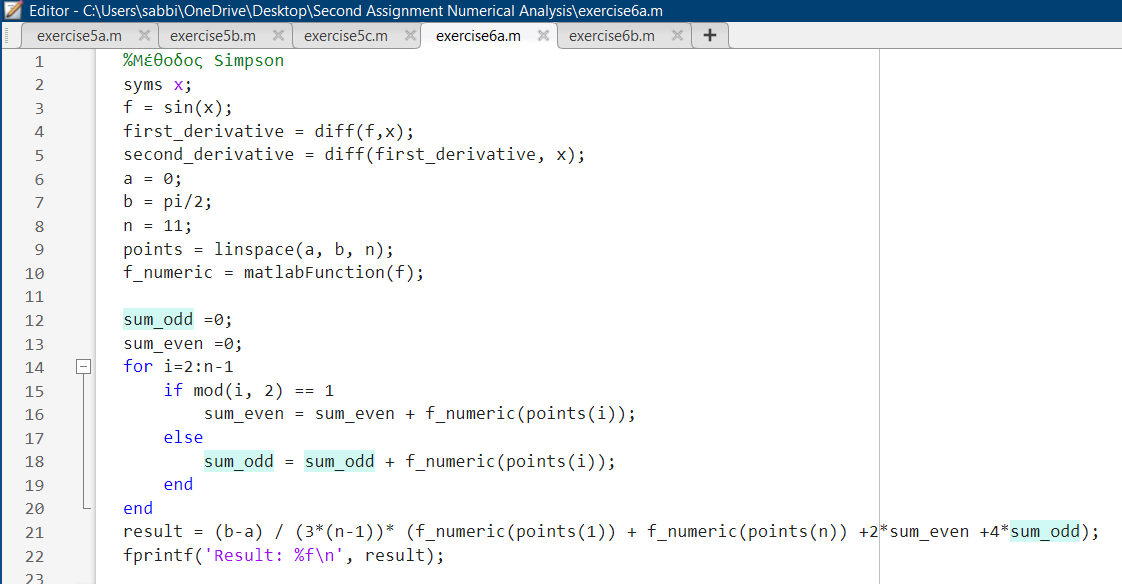 Editor - C:\Users\sabbi\OneDrive\Desktop\Second Assignment Numerical Analysis\exercise6a.m
exercise5a.m exercise5b.m exercise5c.m exercise6a.m exercise6b.m +
1 %Μέθοδος Simpson
2 syms x;
3 f = sin(x);
4 first_derivative = diff(f,x);
5 second_derivative = diff(first_derivative, x);
6 a = 0;
7 b = pi/2;
8 n = 11;
9 points = linspace(a, b, n);
10 f_numeric = matlabFunction(f);
11
12 sum_odd =0;
13 sum_even =0;
14 for i=2:n-1
15 if mod(i, 2) == 1
16 sum_even = sum_even + f_numeric(points(i));
17 else
18 sum_odd = sum_odd + f_numeric(points(i));
19 end
20 end
21 result = (b-a) / (3*(n-1))* (f_numeric(points(1)) + f_numeric(points(n)) +2*sum_even +4*sum_odd);
22 fprintf('Result: %f\n', result);
23